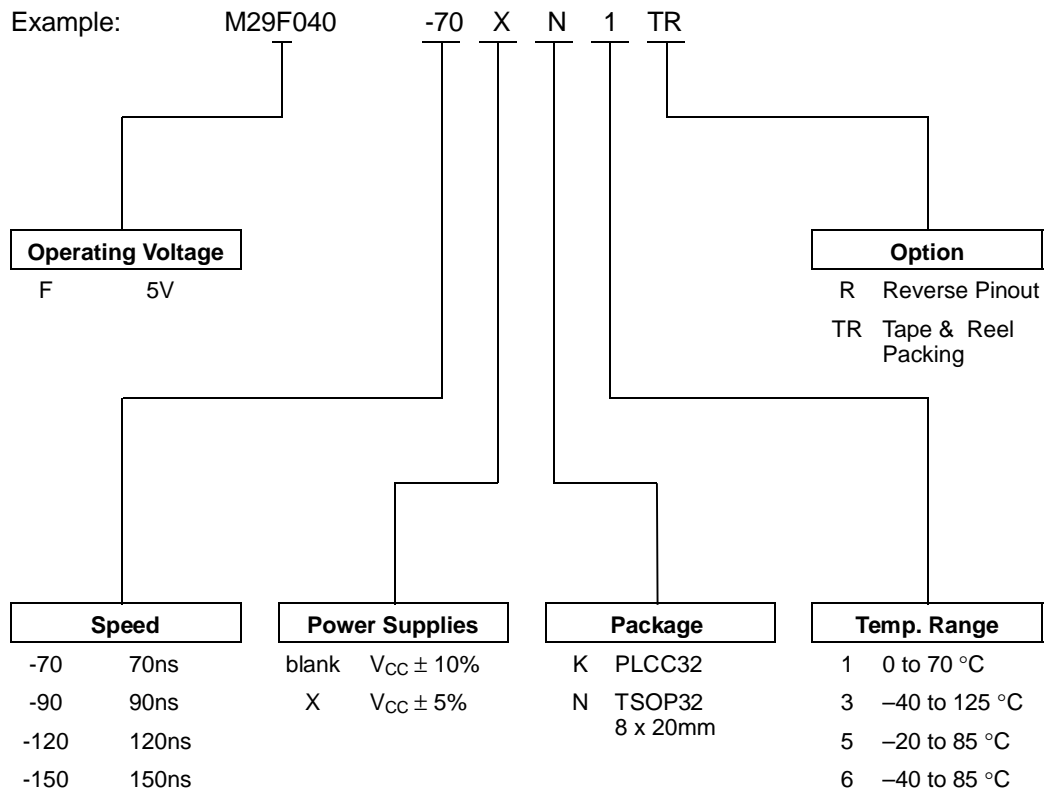 Example: M29F040 -70 X N 1 TR
Operating Voltage
F 5V
Option
R Reverse Pinout
TR Tape & Reel
Packing
Speed
-70 70ns
-90 90ns
-120 120ns
-150 150ns
Power Supplies
blank VCC ± 10%
X VCC ± 5%
Package
K PLCC32
N TSOP32
8 x 20mm
Temp. Range
1 0 to 70 °C
3 –40 to 125 °C
5 –20 to 85 °C
6 –40 to 85 °C